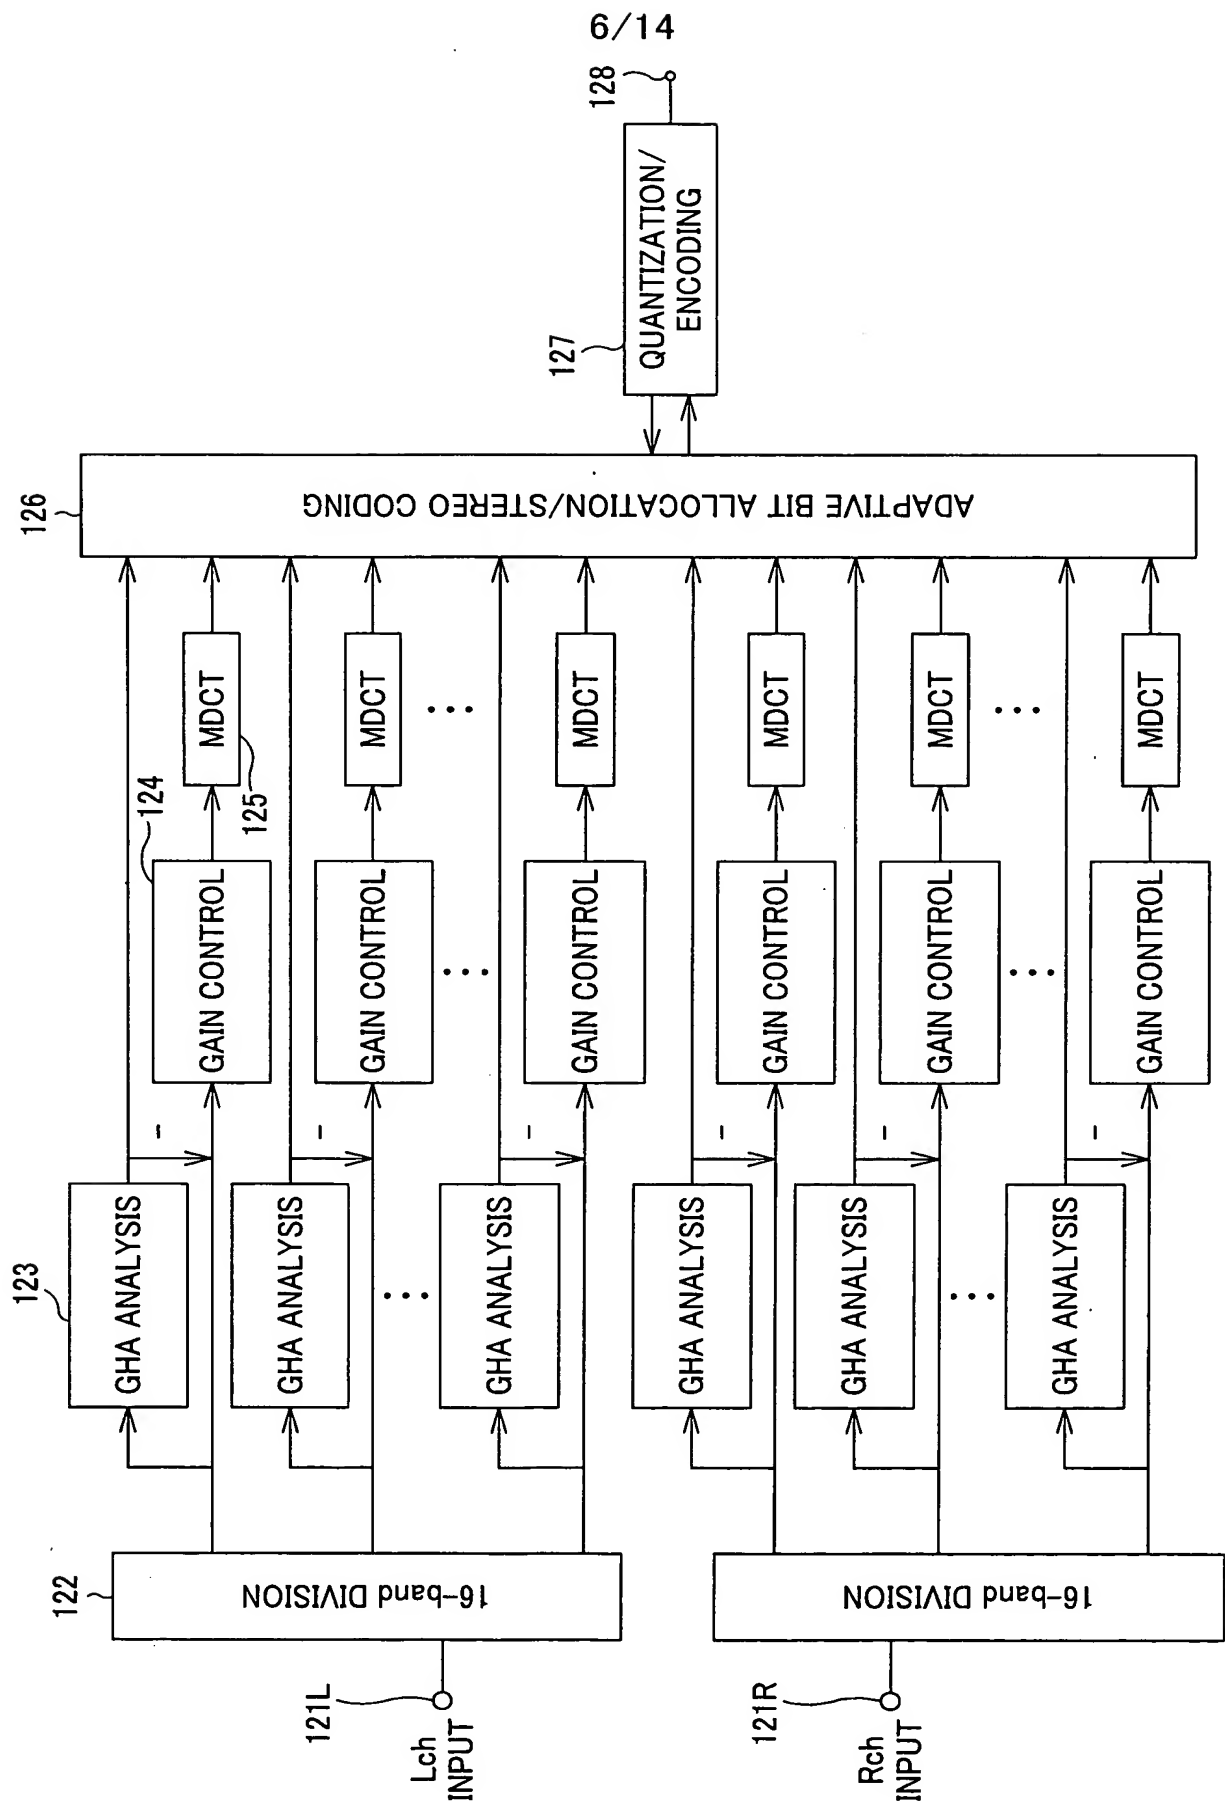 6/14
128
QUANTIZATION/
ENCODING
127
126
ADAPTIVE BIT ALLOCATION/STEREO CODING
MDCT
MDCT
MDCT
MDCT
MDCT
MDCT
125
124
GAIN CONTROL
GAIN CONTROL
GAIN CONTROL
GAIN CONTROL
GAIN CONTROL
GAIN CONTROL
123
GHA ANALYSIS
GHA ANALYSIS
GHA ANALYSIS
GHA ANALYSIS
GHA ANALYSIS
GHA ANALYSIS
122
16-band DIVISION
16-band DIVISION
121L
Lch
INPUT
121R
Rch
INPUT